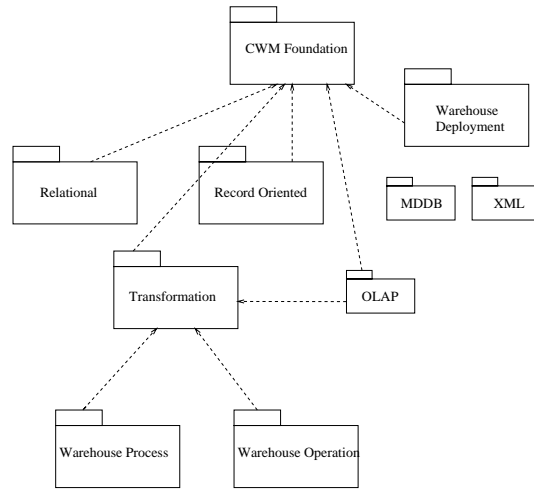 CWM Foundation
Warehouse
Deployment
Relational
Record Oriented
MDDB
XML
Transformation
OLAP
Warehouse Process
Warehouse Operation